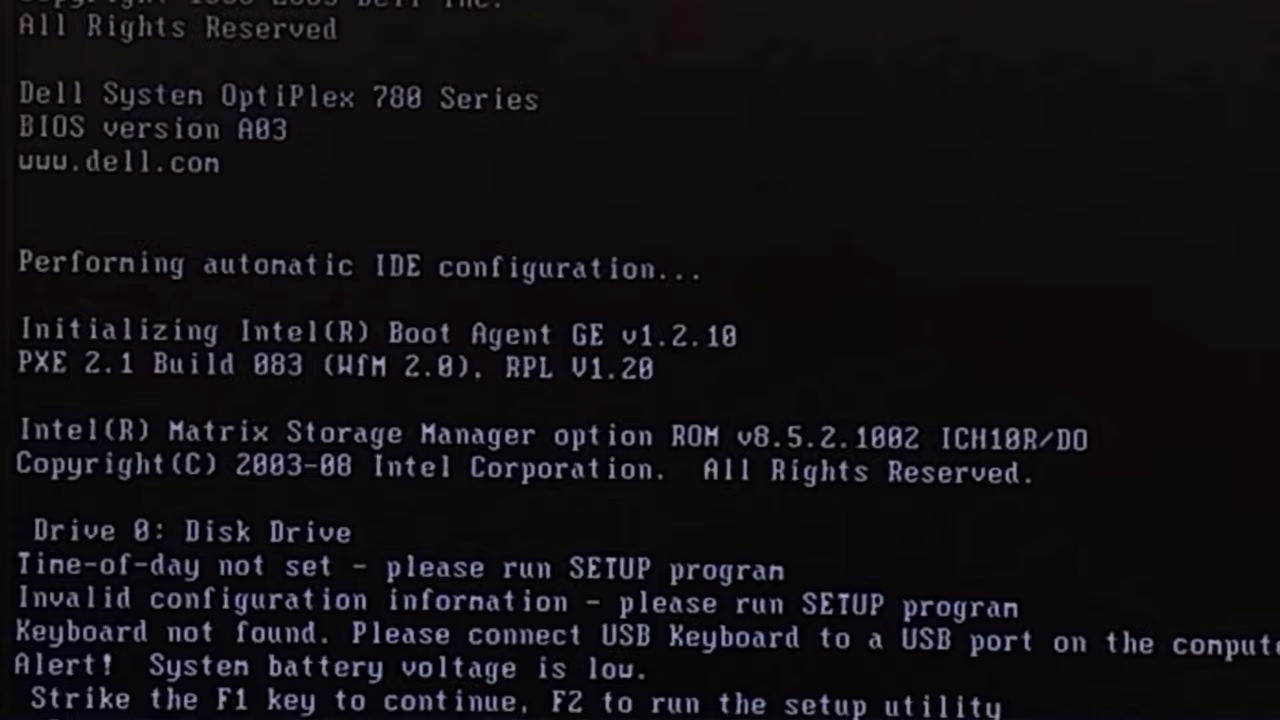 All Rights Reserved
Dell System OptiPlex 780 Series
BIOS version A03
www.dell.com
Performing automatic IDE configuration...
Initializing Intel(R) Boot Agent GE v1.2.10
PXE 2.1 Build 083 (WfM 2.0), RPL V1.20
Intel(R) Matrix Storage Manager option ROM v8.5.2.1002 ICH10R/DO
Copyright(C) 2003-08 Intel Corporation.  All Rights Reserved.
Drive 0: Disk Drive
Time-of-day not set - please run SETUP program
Invalid configuration information - please run SETUP program
Keyboard not found. Please connect USB Keyboard to a USB port on the
Alert!  System battery voltage is low.
Strike the F1 key to continue, F2 to run the setup utility